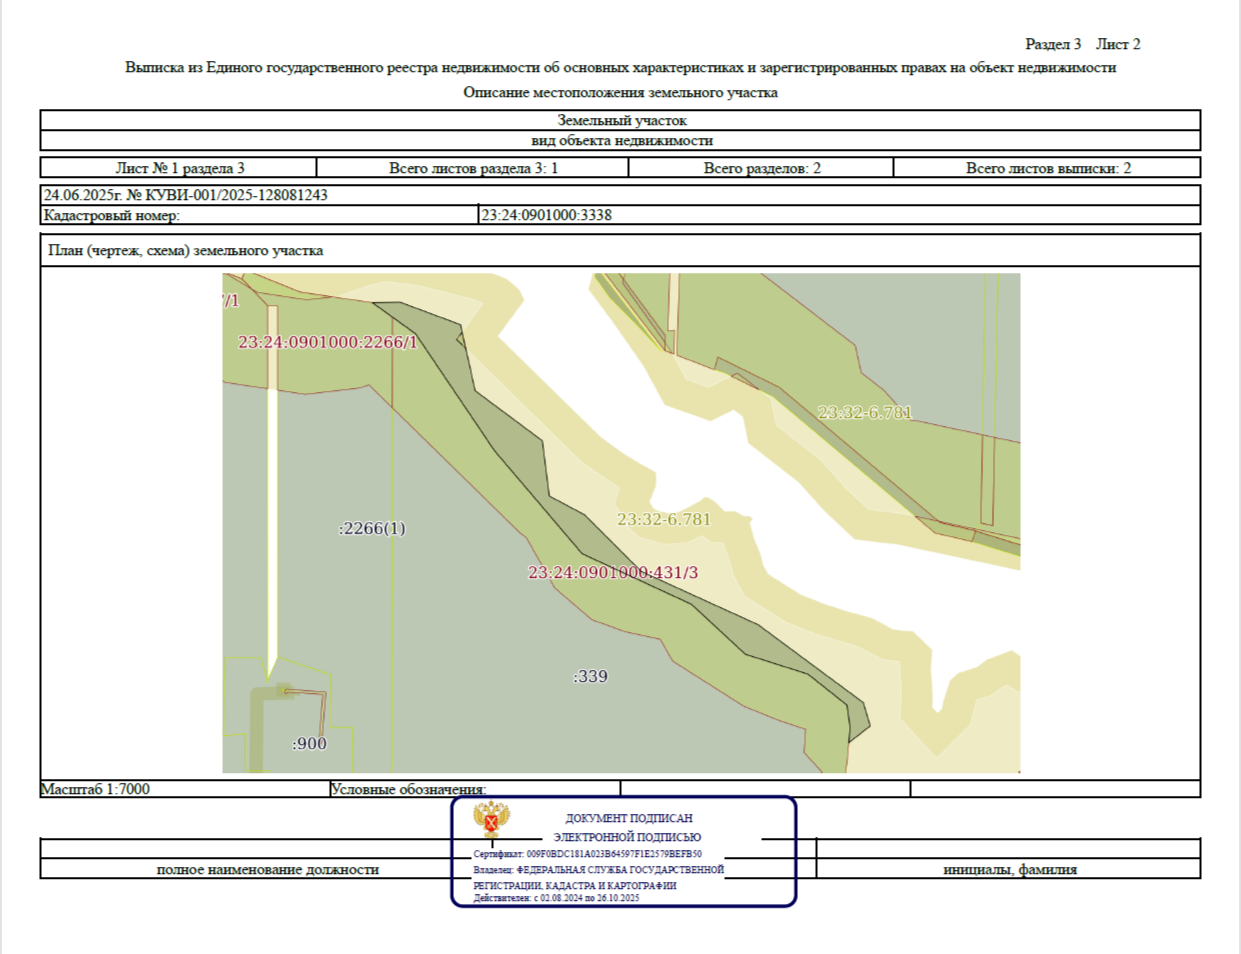 Раздел 3 Лист 2
Выписка из Единого государственного реестра недвижимости об основных характеристиках и зарегистрированных правах на объект недвижимости
Описание местоположения земельного участка
Земельный участок
вид объекта недвижимости
Лист № 1 раздела 3 Всего листов раздела 3: 1 Всего разделов: 2 Всего листов выписки: 2
24.06.2025г. № КУВИ-001/2025-128081243
Кадастровый номер: 23:24:0901000:3338
План (чертеж, схема) земельного участка
/1
23:24:0901000:2266/1
23:32-6.781
:2266(1)
23:32-6.781
23:24:0901000:431/3
:339
:900
Масштаб 1:7000 Условные обозначения:
ДОКУМЕНТ ПОДПИСАН
ЭЛЕКТРОННОЙ ПОДПИСЬЮ
Сертификат: 009F0BDC181A023B64597F1E2579BEFB50
Владелец: ФЕДЕРАЛЬНАЯ СЛУЖБА ГОСУДАРСТВЕННОЙ
РЕГИСТРАЦИИ, КАДАСТРА И КАРТОГРАФИИ
Действителен: с 02.08.2024 по 26.10.2025
полное наименование должности инициалы, фамилия